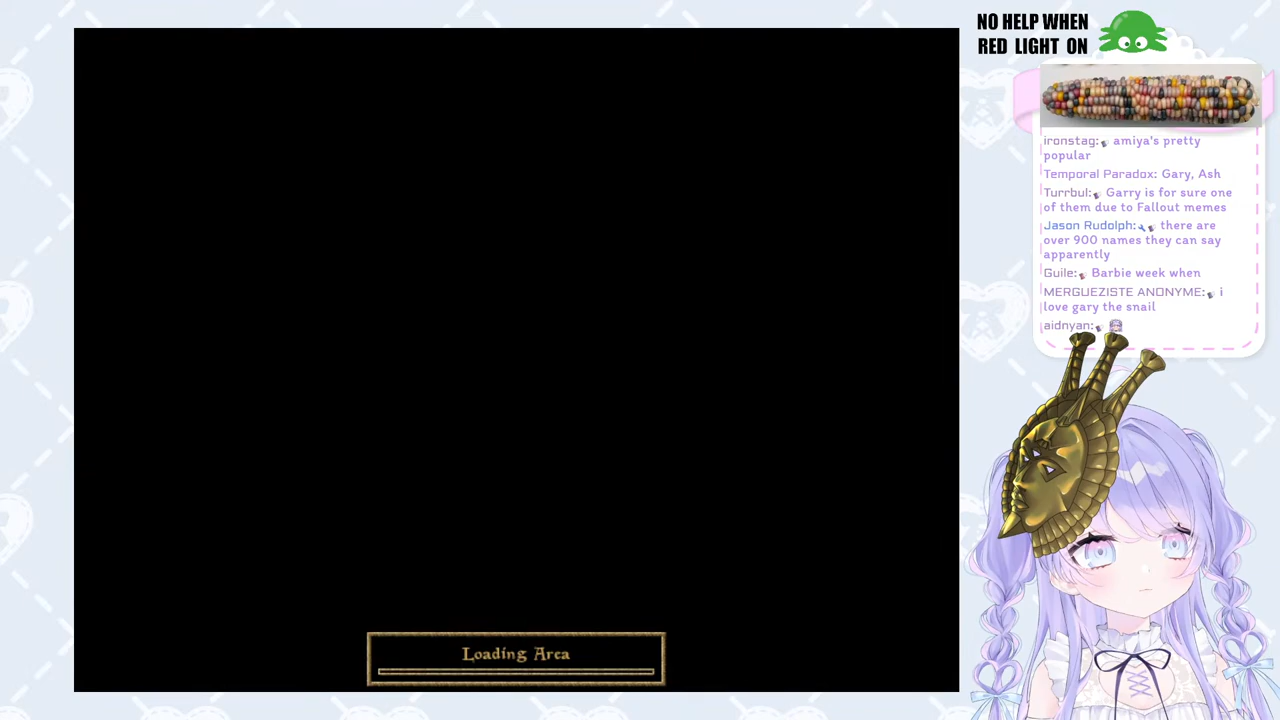 NO HELP WHEN
RED LIGHT ON
ironstag: amiya's pretty
popular
Temporal Paradox: Gary, Ash
Turrbul: Garry is for sure one
of them due to Fallout memes
Jason Rudolph: there are
over 900 names they can say
apparently
Guile: Barbie week when
MERGUEZISTE ANONYME: i
love gary the snail
aidnyan:
Loading Area